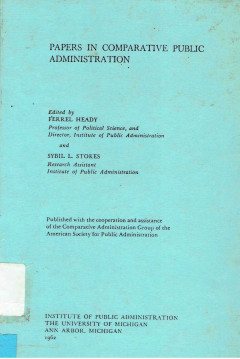 PAPERS IN COMPARATIVE PUBLIC
ADMINISTRATION
Edited by
FERREL HEADY
Professor of Political Science, and
Director, Institute of Public Administration
and
SYBIL L. STOKES
Research Assistant
Institute of Public Administration
Published with the cooperation and assistance
of the Comparative Administration Group of the
American Society for Public Administration
INSTITUTE OF PUBLIC ADMINISTRATION
THE UNIVERSITY OF MICHIGAN
ANN ARBOR, MICHIGAN
1962